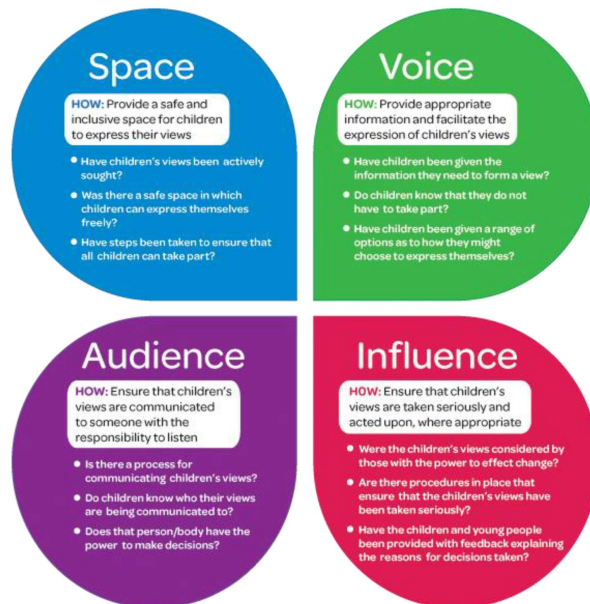 Space
HOW: Provide a safe and
inclusive space for children
to express their views
• Have children's views been actively
sought?
• Was there a safe space in which
children can express themselves
freely?
• Have steps been taken to ensure that
all children can take part?
Voice
HOW: Provide appropriate
information and facilitate the
expression of children's views
• Have children been given the
information they need to form a view?
• Do children know that they do not
have to take part?
• Have children been given a range of
options as to how they might
choose to express themselves?
Audience
HOW: Ensure that children's
views are communicated
to someone with the
responsibility to listen
• Is there a process for
communicating children's views?
• Do children know who their views
are being communicated to?
• Does that person/body have the
power to make decisions?
Influence
HOW: Ensure that children's
views are taken seriously and
acted upon, where appropriate
• Were the children's views considered by
those with the power to effect change?
• Are there procedures in place that
ensure that the children's views have
been taken seriously?
• Have the children and young people
been provided with feedback explaining
the reasons for decisions taken?